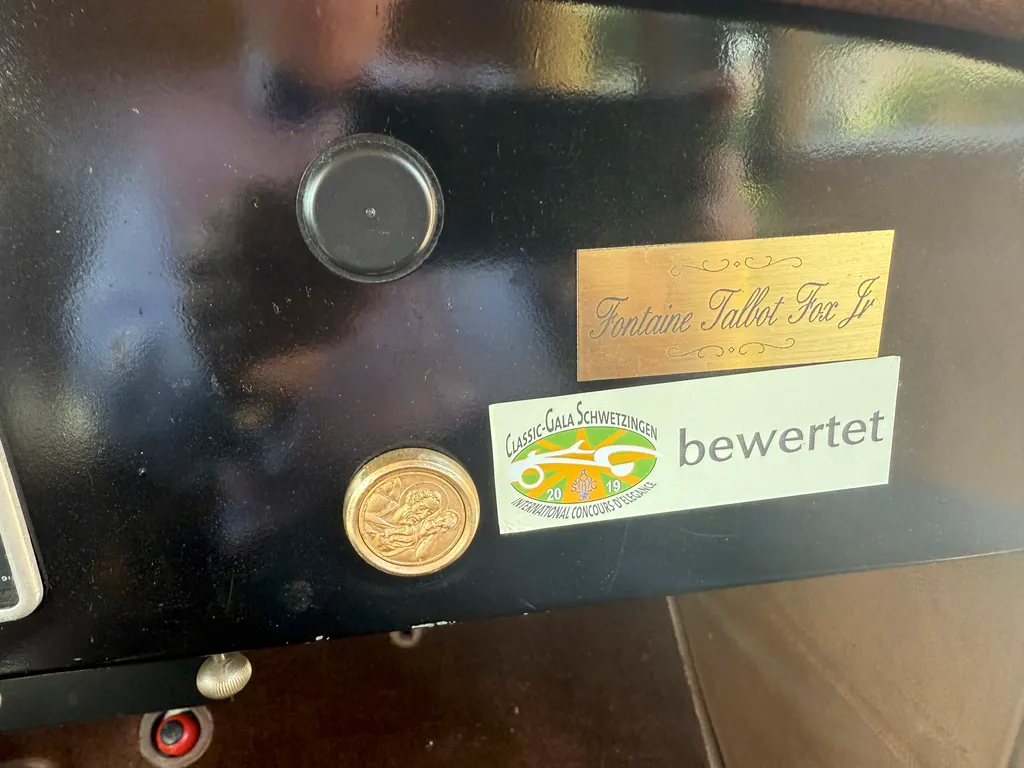 Fontaine Talbot Fox Jr
CLASSIC-GALA SCHWETZINGEN
bewertet
20 19
INTERNATIONAL CONCOURS D'ELEGANCE